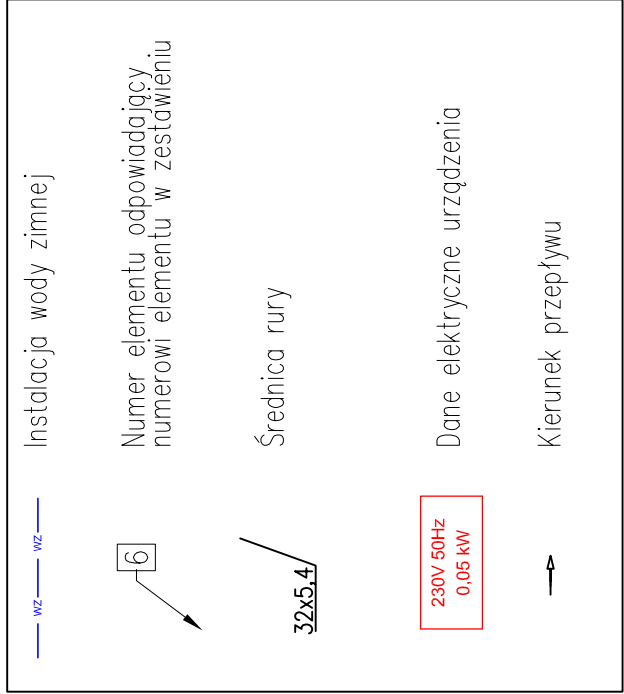 WZ WZ
Instalacja wody zimnej
6
Numer elementu odpowiadający
numerowi elementu w zestawieniu
32x5,4
Średnica rury
230V 50Hz
0,05 kW
Dane elektryczne urządzenia
Kierunek przepływu